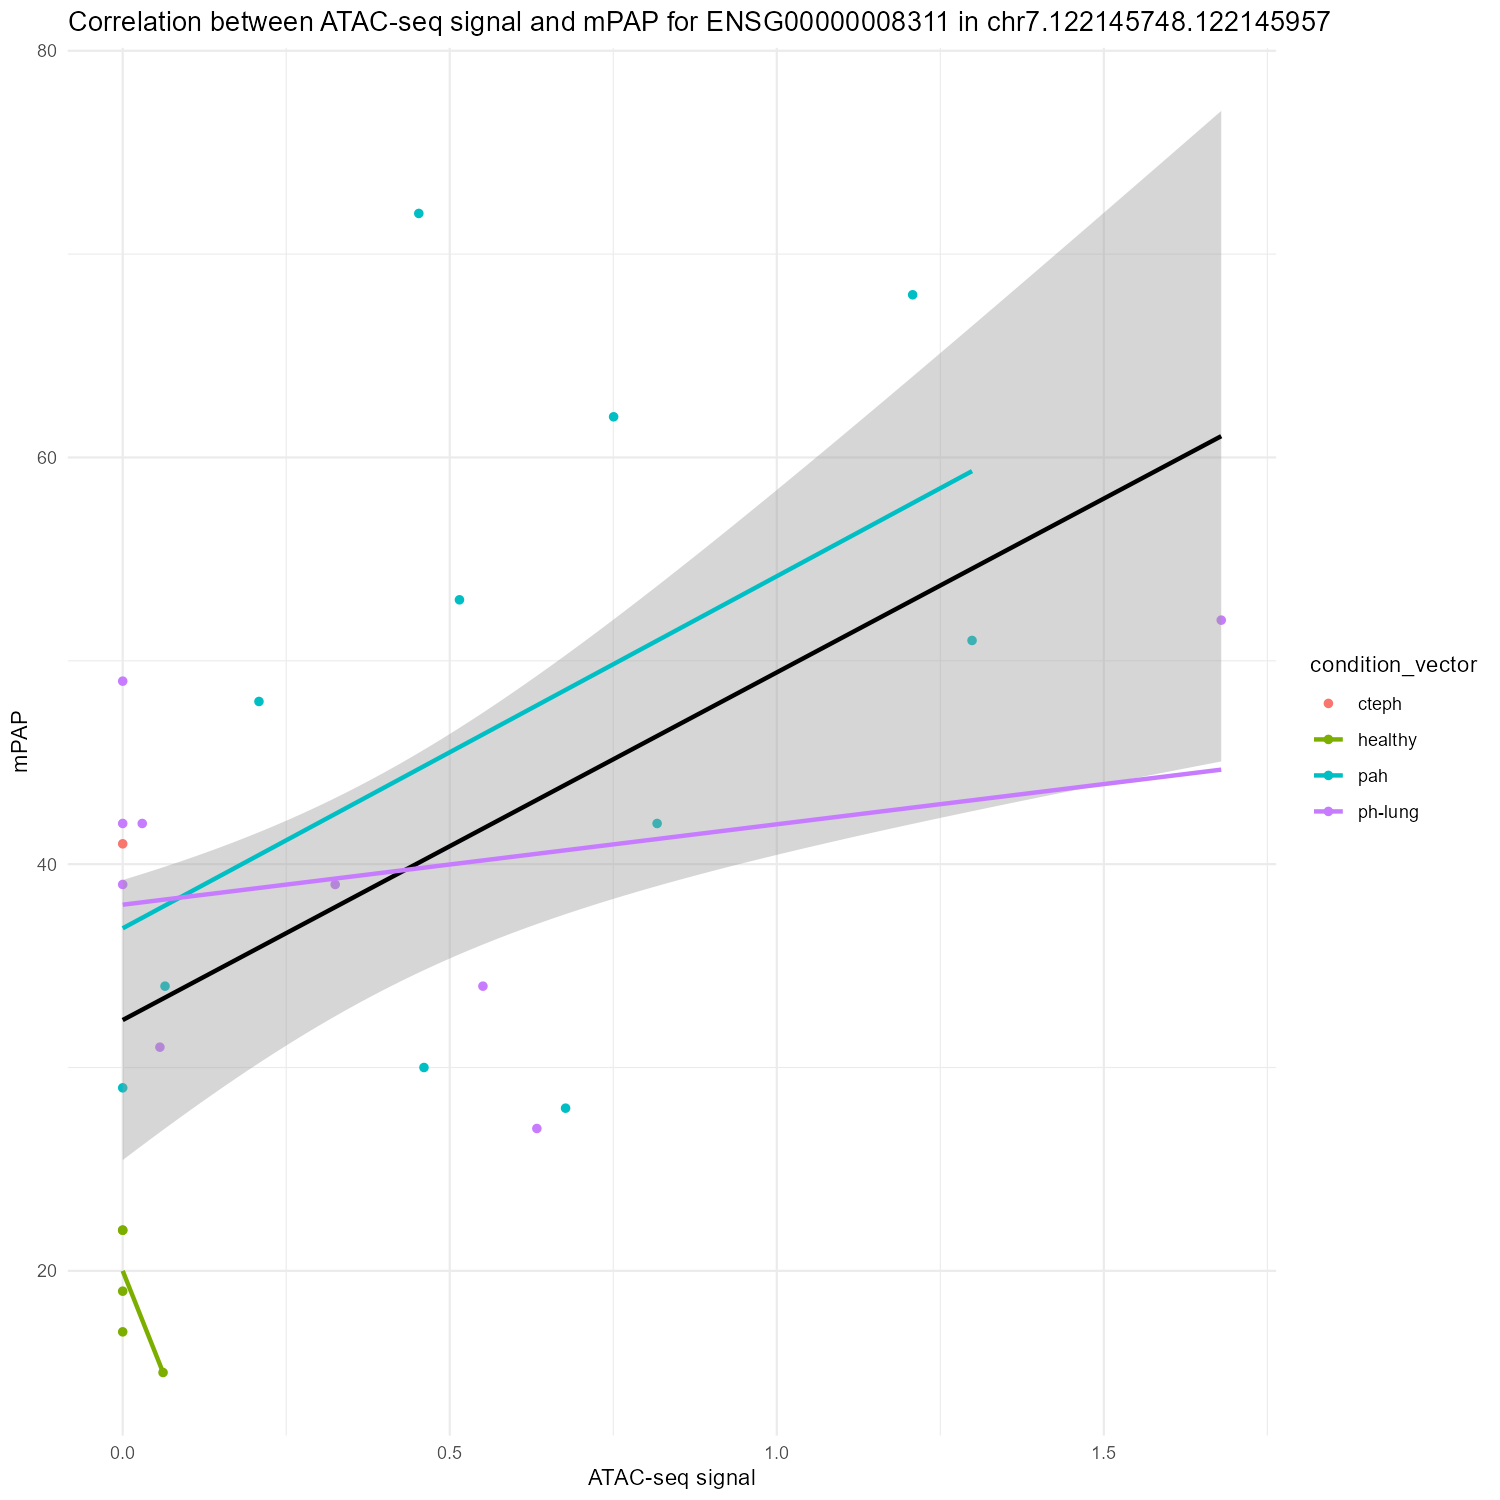 Correlation between ATAC-seq signal and mPAP for ENSG00000008311 in chr7.122145748.122145957
80
60
40
20
mPAP
0.0
0.5
1.0
1.5
ATAC-seq signal
condition_vector
cteph
healthy
pah
ph-lung